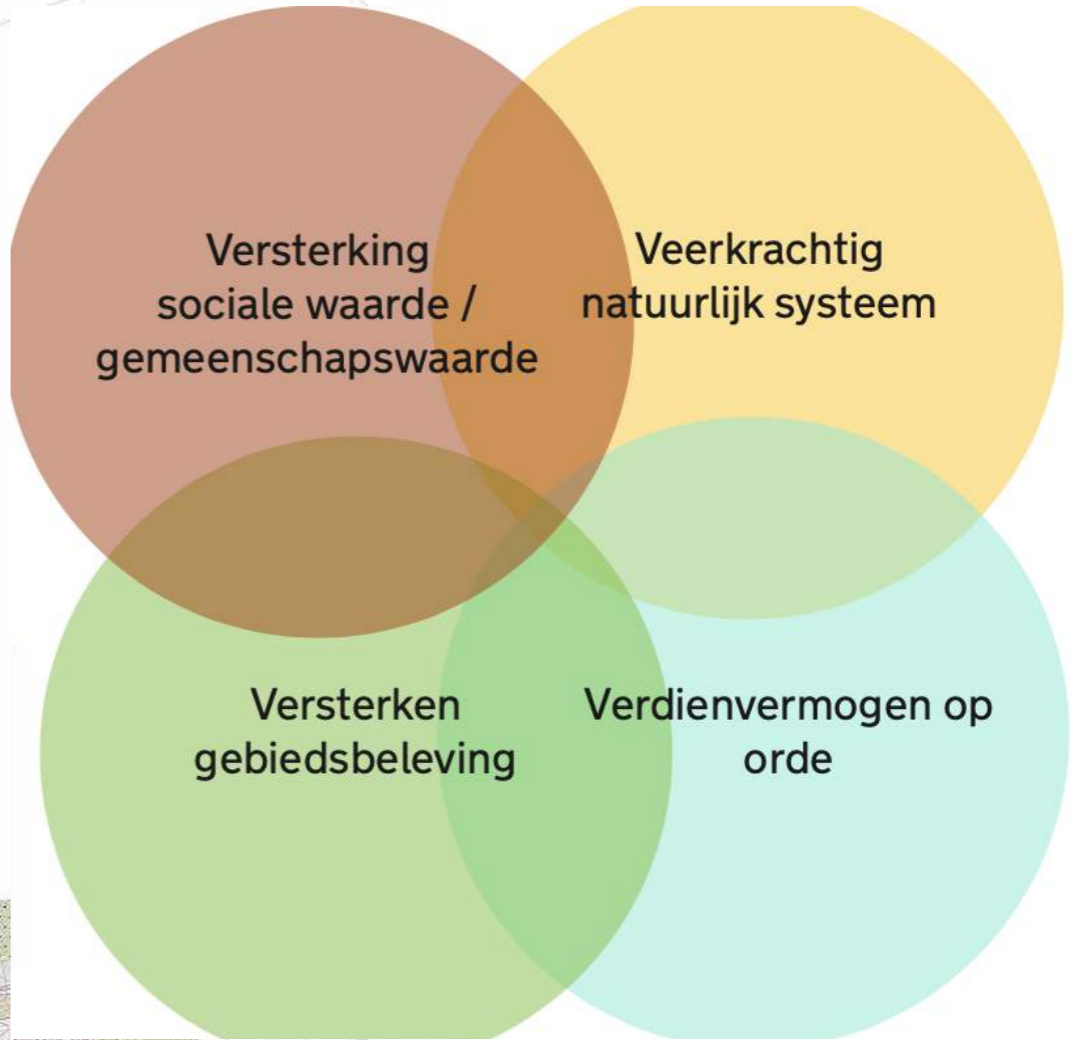 Versterking
sociale waarde /
gemeenschapswaarde
Veerkrachtig
natuurlijk systeem
Versterken
gebiedsbeleving
Verdienvermogen op
orde